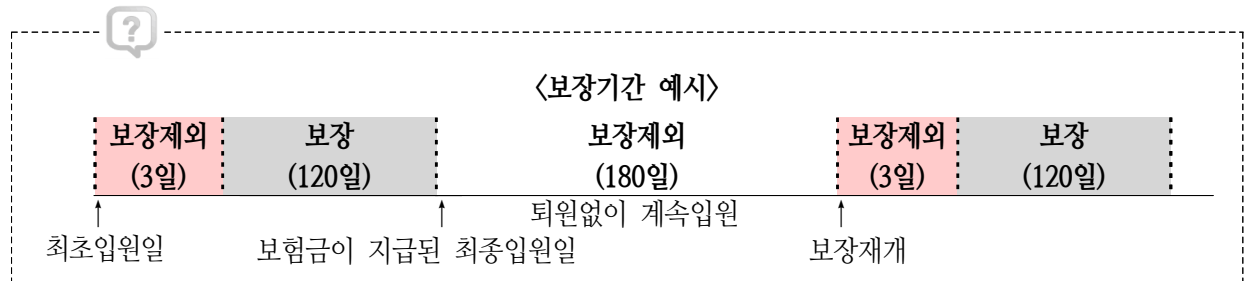 ?
〈보장기간 예시〉
보장제외 보장 보장제외 보장제외 보장
(3일) (120일) (180일) (3일) (120일)
퇴원없이 계속입원
최초입원일 보험금이 지급된 최종입원일 보장재개